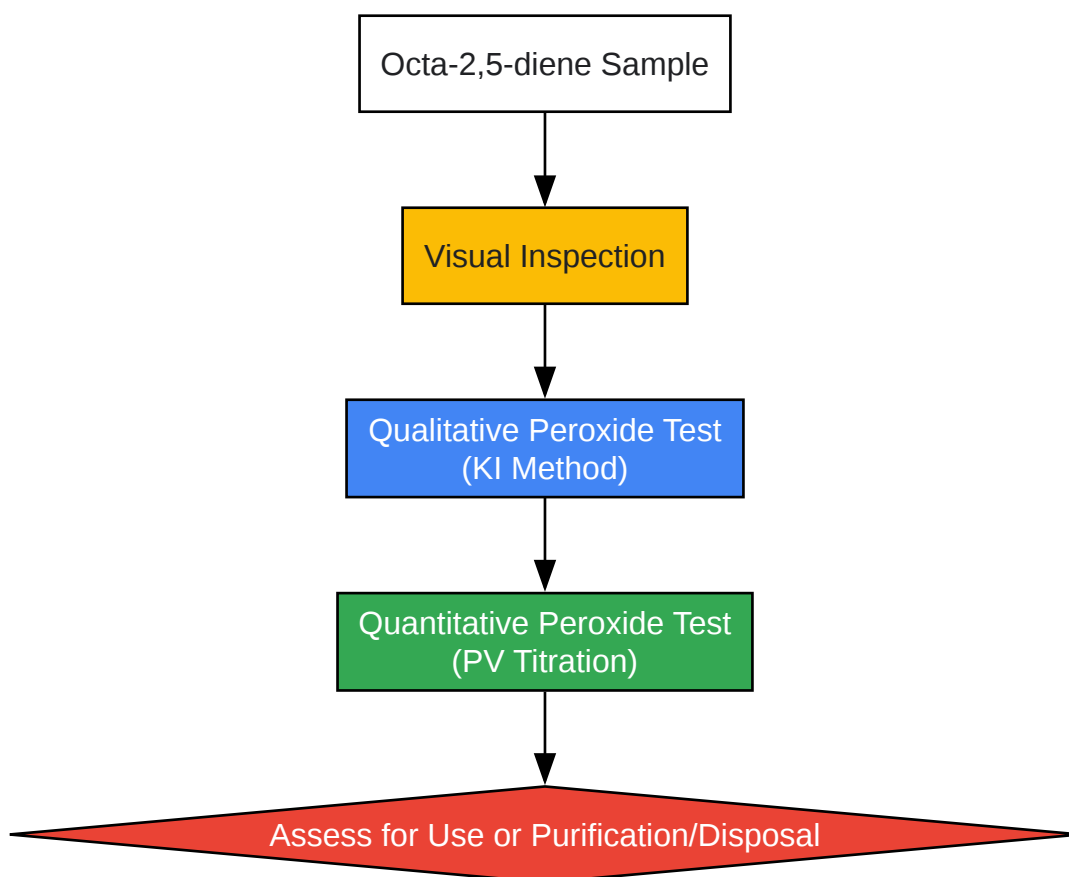 Octa-2,5-diene Sample
Visual Inspection
Qualitative Peroxide Test
(KI Method)
Quantitative Peroxide Test
(PV Titration)
Assess for Use or Purification/Disposal